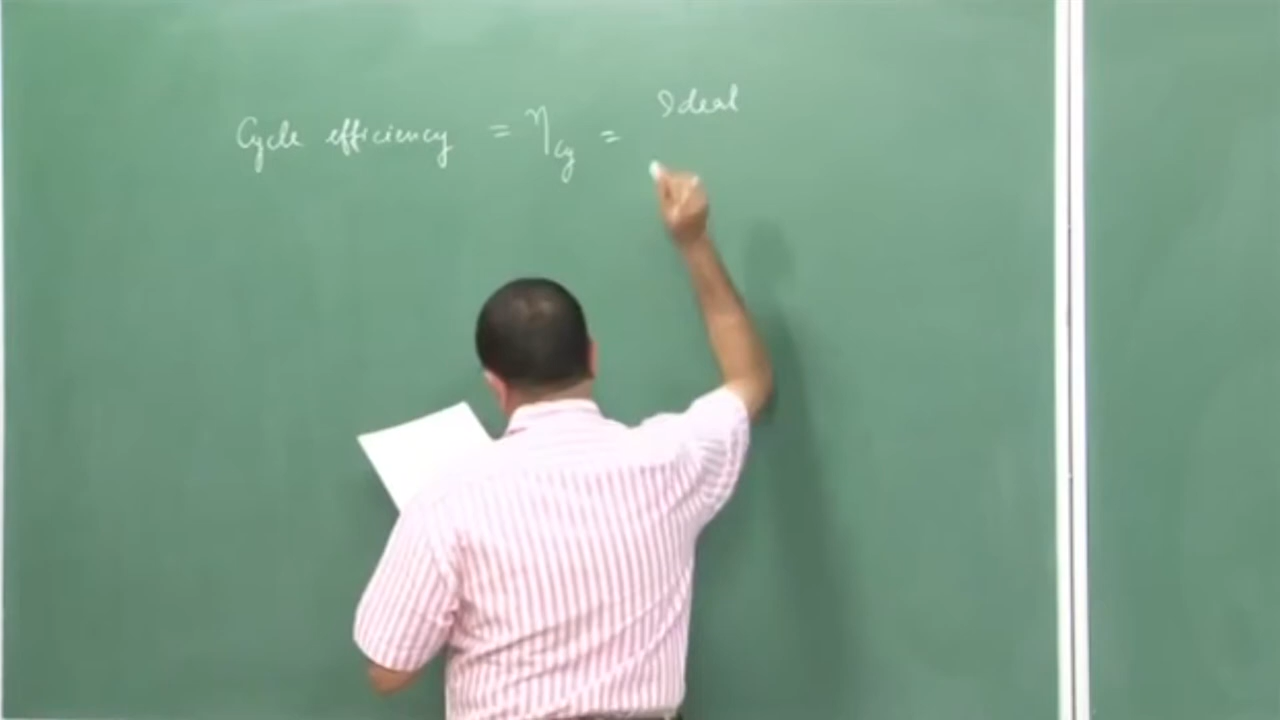 Cycle efficiency = η_cy = Ideal